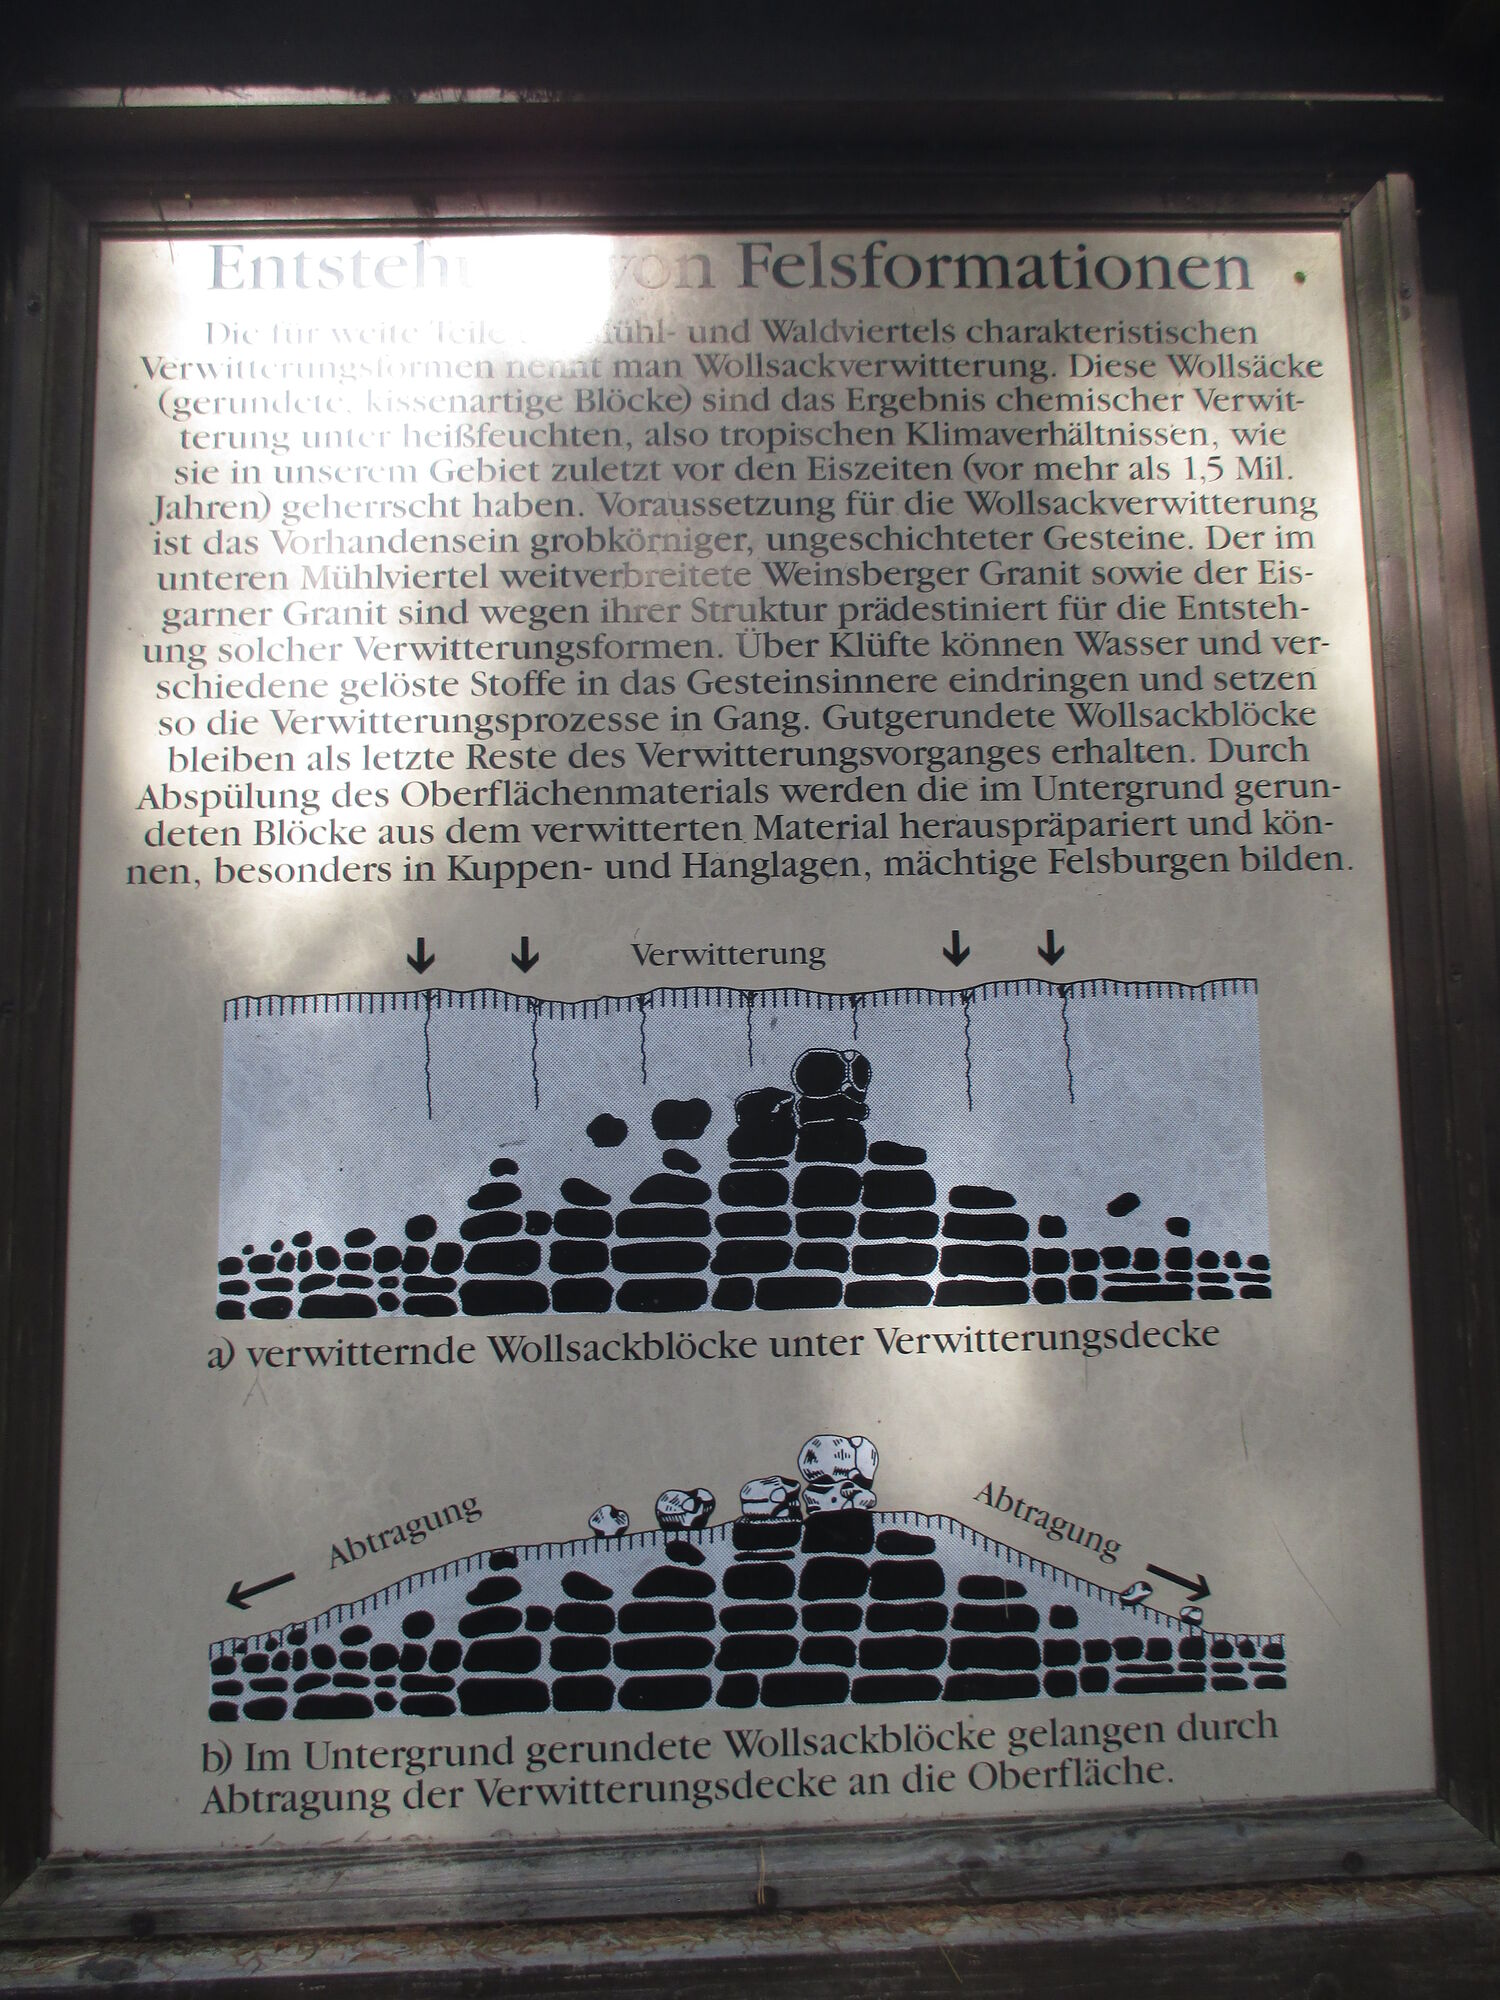 Entsteh von Felsformationen
Die für weite Teile Mühl- und Waldviertels charakteristischen
Verwitterungsformen nennt man Wollsackverwitterung. Diese Wollsäcke
(gerundete, kissenartige Blöcke) sind das Ergebnis chemischer Verwit-
terung unter heißfeuchten, also tropischen Klimaverhältnissen, wie
sie in unserem Gebiet zuletzt vor den Eiszeiten (vor mehr als 1,5 Mil.
Jahren) geherrscht haben. Voraussetzung für die Wollsackverwitterung
ist das Vorhandensein grobkörniger, ungeschichteter Gesteine. Der im
unteren Mühlviertel weitverbreitete Weinsberger Granit sowie der Eis-
garner Granit sind wegen ihrer Struktur prädestiniert für die Entsteh-
ung solcher Verwitterungsformen. Über Klüfte können Wasser und ver-
schiedene gelöste Stoffe in das Gesteinsinnere eindringen und setzen
so die Verwitterungsprozesse in Gang. Gutgerundete Wollsackblöcke
bleiben als letzte Reste des Verwitterungsvorganges erhalten. Durch
Abspülung des Oberflächenmaterials werden die im Untergrund gerun-
deten Blöcke aus dem verwitterten Material herauspräpariert und kön-
nen, besonders in Kuppen- und Hanglagen, mächtige Felsburgen bilden.
Verwitterung
a) verwitternde Wollsackblöcke unter Verwitterungsdecke
Abtragung
Abtragung
b) Im Untergrund gerundete Wollsackblöcke gelangen durch
Abtragung der Verwitterungsdecke an die Oberfläche.